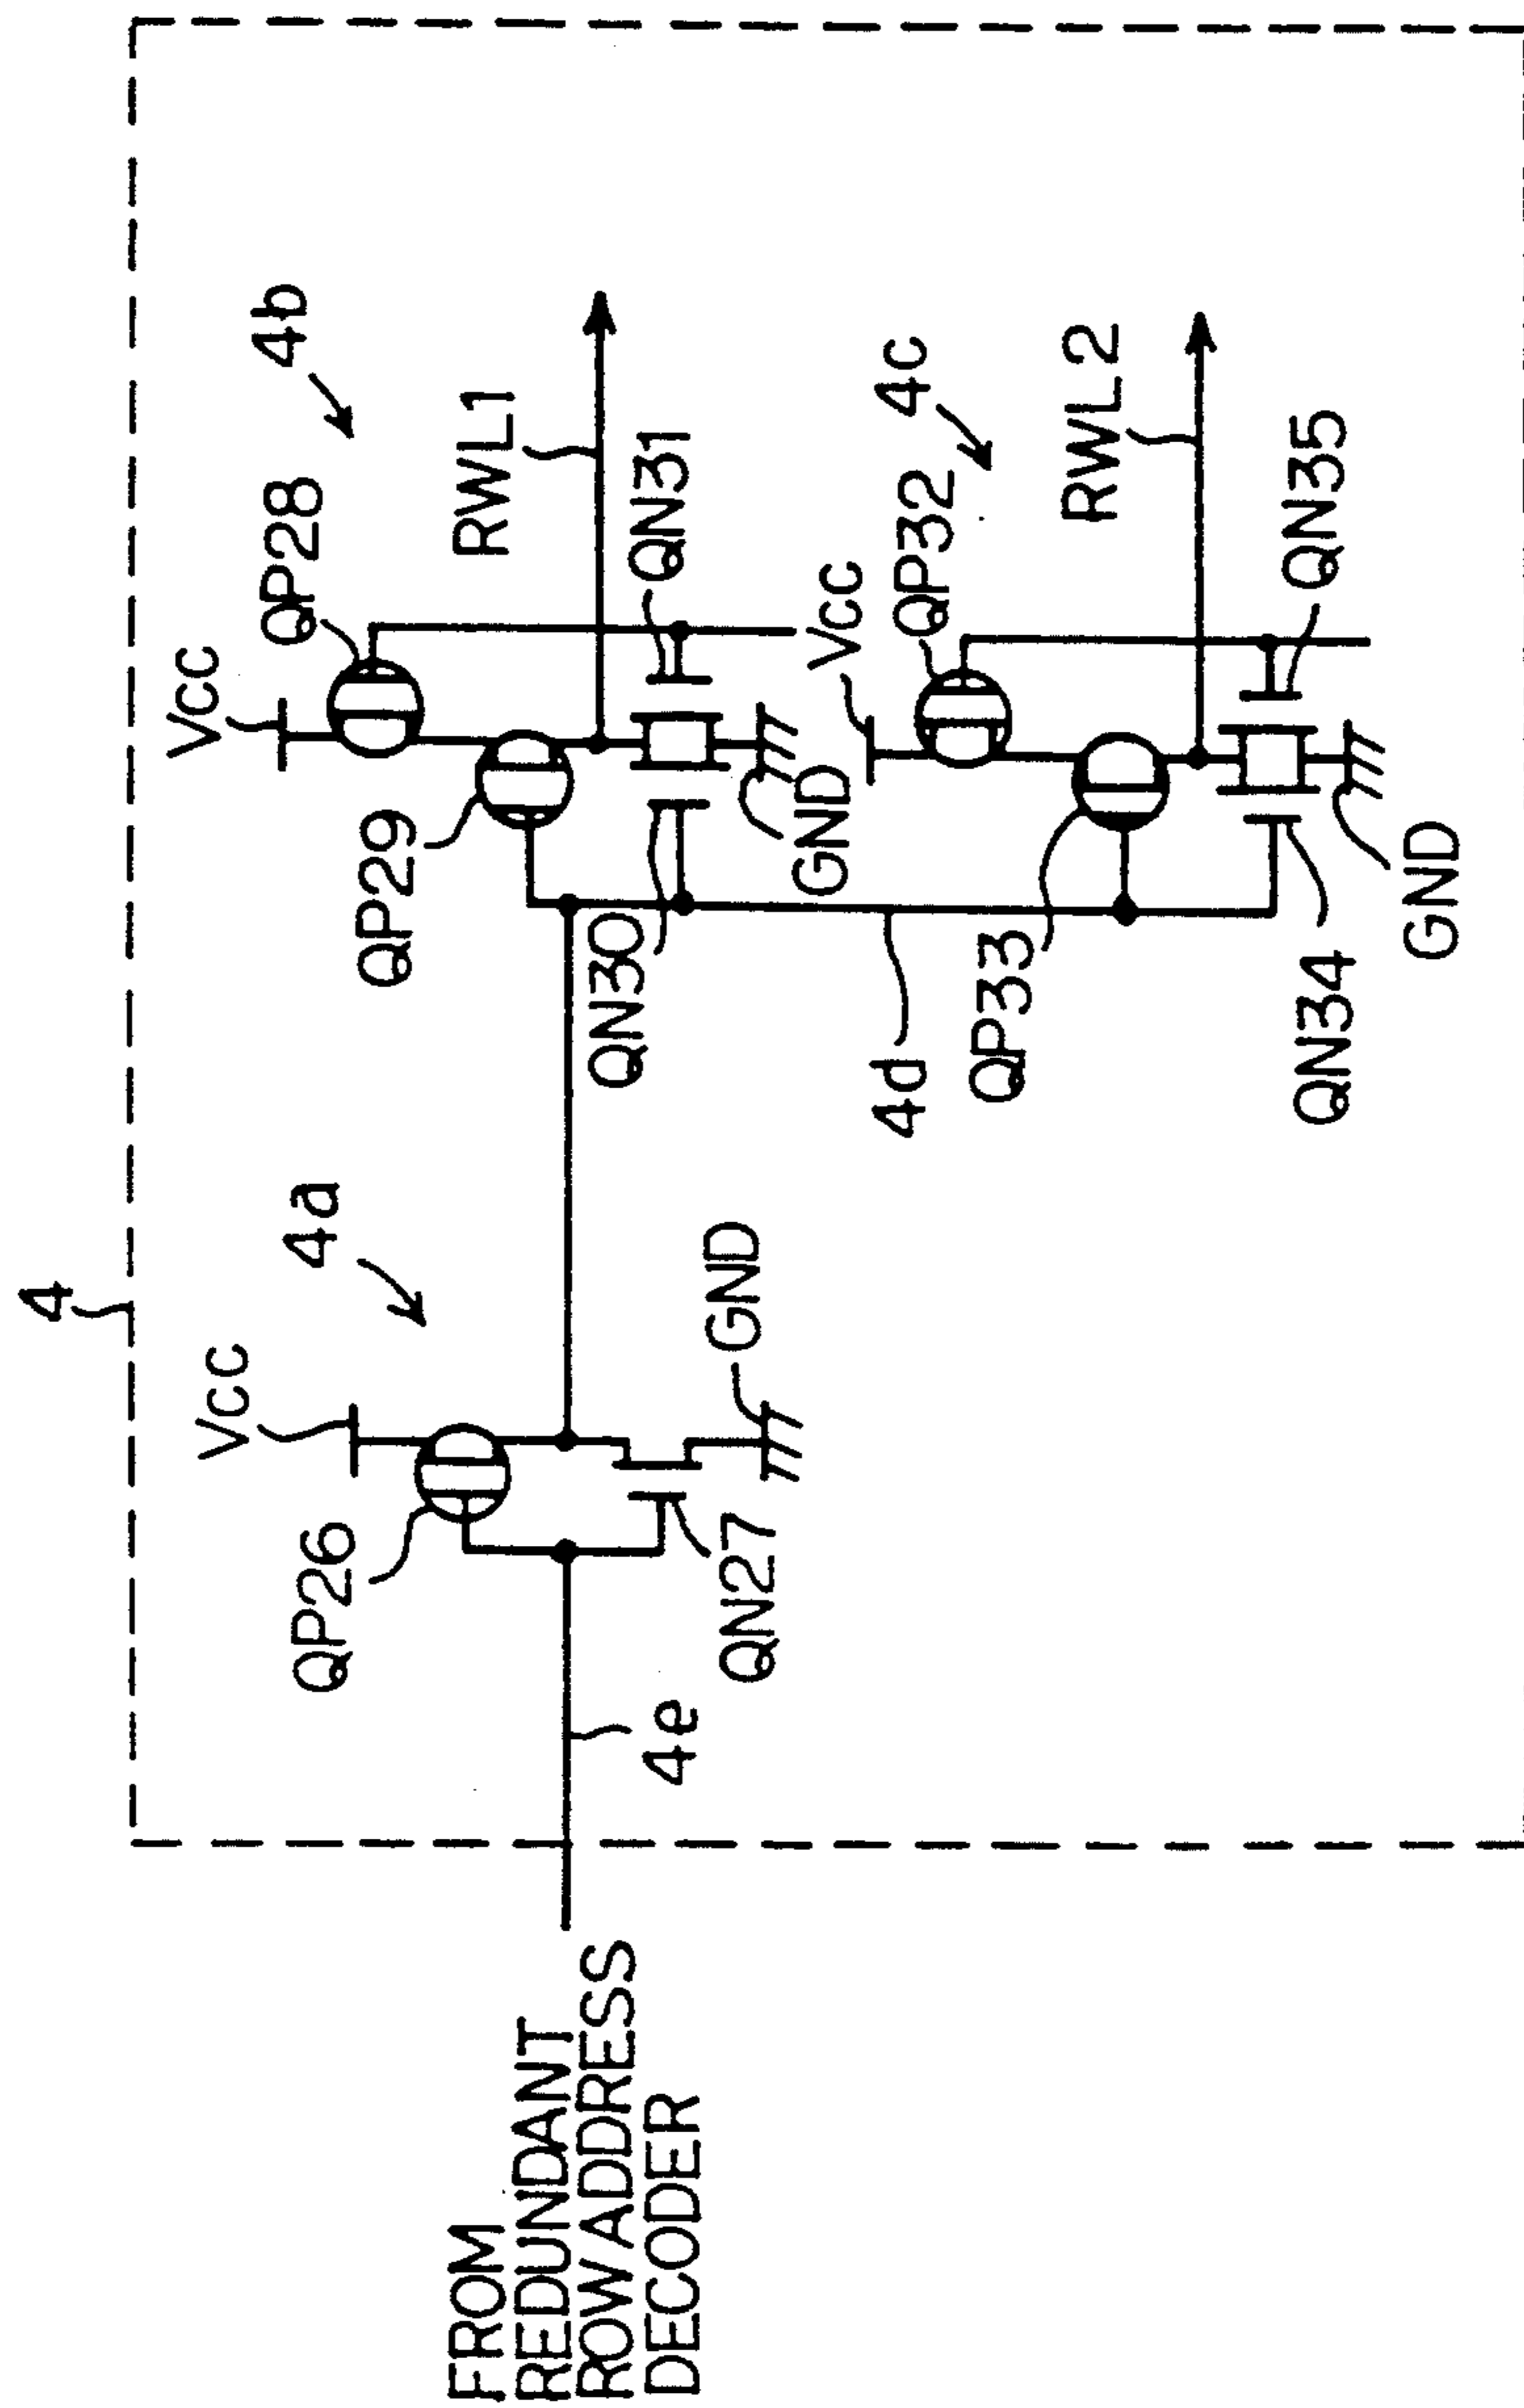 4
4a
4b
Vcc
QP28
QP29
RWL1
QN31
QN30
GND
Vcc
QP26
GND
QN27
4e
FROM
REDUNDANT
ROW ADDRESS
DECODER
4c
Vcc
QP32
4d
QP33
RWL2
QN35
QN34
GND